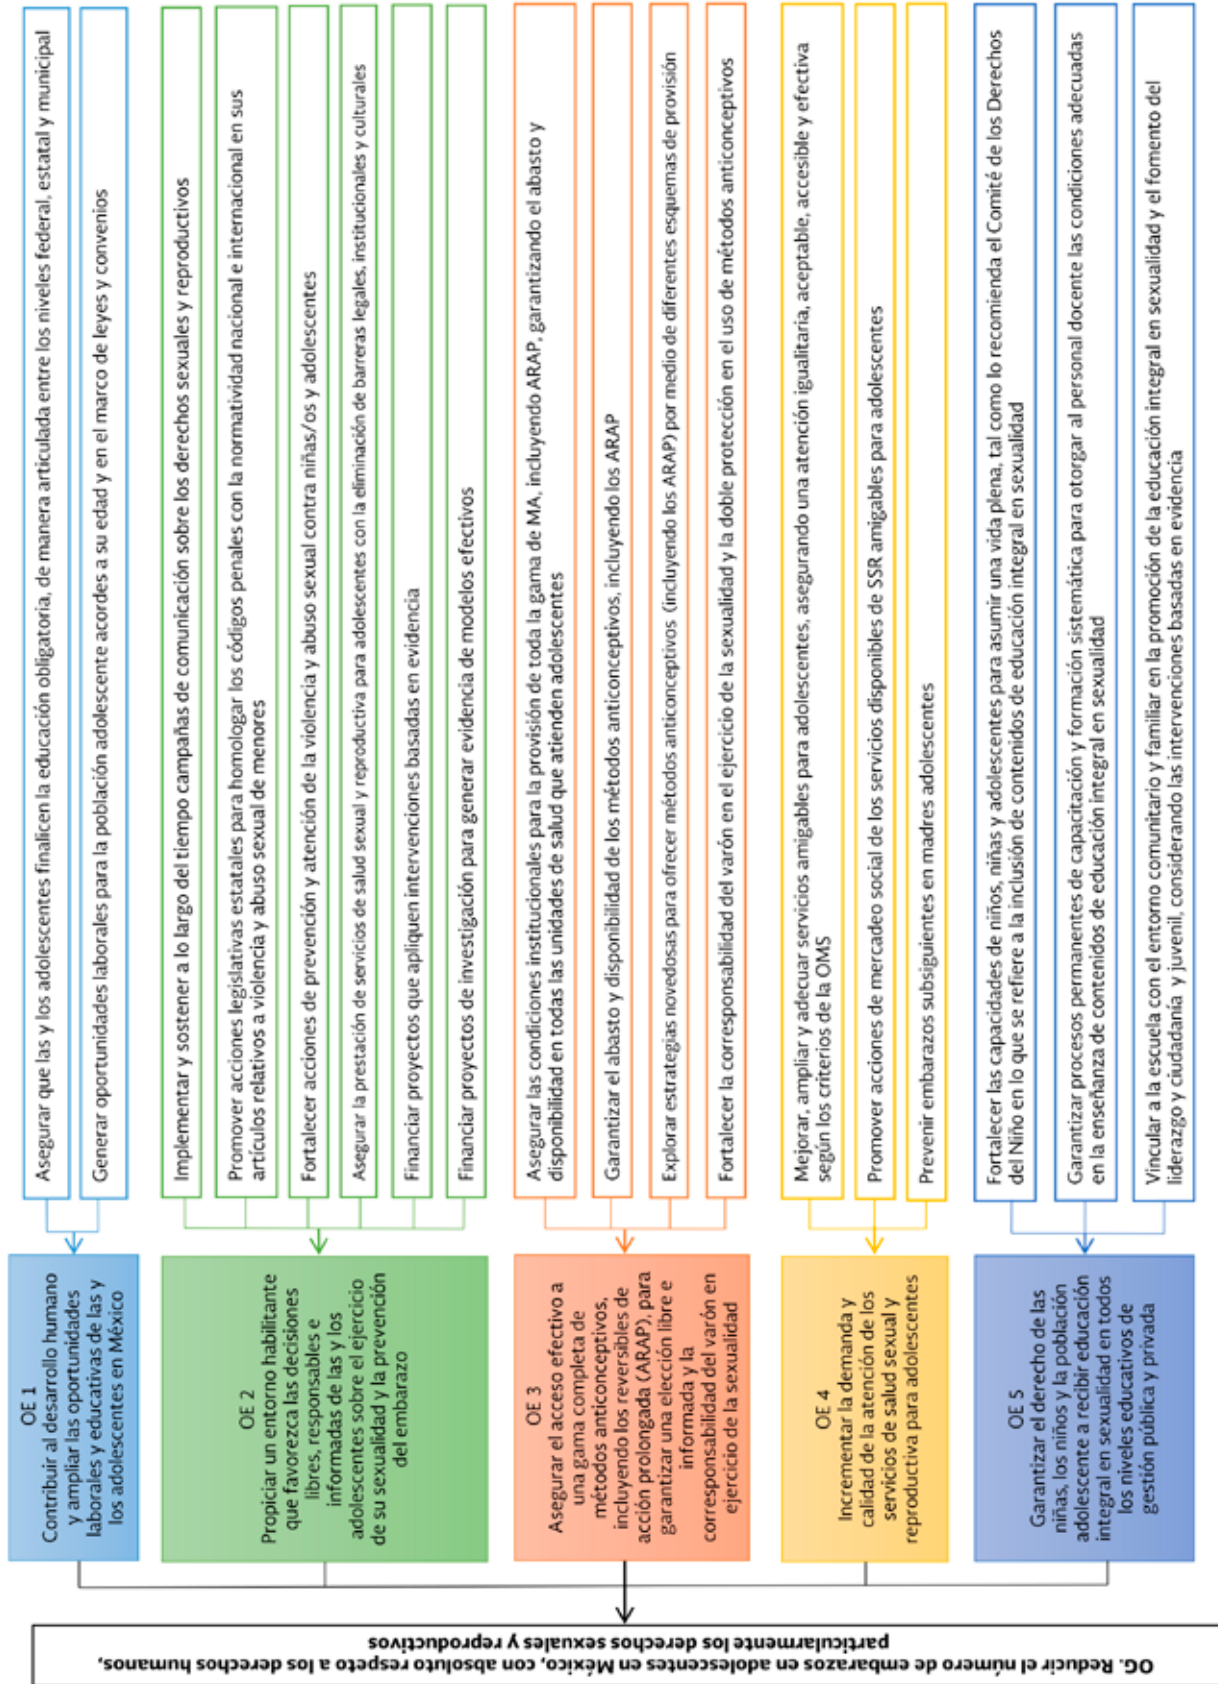 OG. Reducir el número de embarazos en adolescentes en México, con absoluto respeto a los derechos humanos,
particularmente los derechos sexuales y reproductivos
OE 1
Contribuir al desarrollo humano
y ampliar las oportunidades
laborales y educativas de las y
los adolescentes en México
Asegurar que las y los adolescentes finalicen la educación obligatoria, de manera articulada entre los niveles federal, estatal y municipal
Generar oportunidades laborales para la población adolescente acordes a su edad y en el marco de leyes y convenios
OE 2
Propiciar un entorno habilitante
que favorezca las decisiones
libres, responsables e
informadas de las y los
adolescentes sobre el ejercicio
de su sexualidad y la prevención
del embarazo
Implementar y sostener a lo largo del tiempo campañas de comunicación sobre los derechos sexuales y reproductivos
Promover acciones legislativas estatales para homologar los códigos penales con la normatividad nacional e internacional en sus
artículos relativos a violencia y abuso sexual de menores
Fortalecer acciones de prevención y atención de la violencia y abuso sexual contra niñas/os y adolescentes
Asegurar la prestación de servicios de salud sexual y reproductiva para adolescentes con la eliminación de barreras legales, institucionales y culturales
Financiar proyectos que apliquen intervenciones basadas en evidencia
Financiar proyectos de investigación para generar evidencia de modelos efectivos
OE 3
Asegurar el acceso efectivo a
una gama completa de
métodos anticonceptivos,
incluyendo los reversibles de
acción prolongada (ARAP), para
garantizar una elección libre e
informada y la
corresponsabilidad del varón en
ejercicio de la sexualidad
Asegurar las condiciones institucionales para la provisión de toda la gama de MA, incluyendo ARAP, garantizando el abasto y
disponibilidad en todas las unidades de salud que atienden adolescentes
Garantizar el abasto y disponibilidad de los métodos anticonceptivos, incluyendo los ARAP
Explorar estrategias novedosas para ofrecer métodos anticonceptivos (incluyendo los ARAP) por medio de diferentes esquemas de provisión
Fortalecer la corresponsabilidad del varón en el ejercicio de la sexualidad y la doble protección en el uso de métodos anticonceptivos
OE 4
Incrementar la demanda y
calidad de la atención de los
servicios de salud sexual y
reproductiva para adolescentes
Mejorar, ampliar y adecuar servicios amigables para adolescentes, asegurando una atención igualitaria, aceptable, accesible y efectiva
según los criterios de la OMS
Promover acciones de mercadeo social de los servicios disponibles de SSR amigables para adolescentes
Prevenir embarazos subsiguientes en madres adolescentes
OE 5
Garantizar el derecho de las
niñas, los niños y la población
adolescente a recibir educación
integral en sexualidad en todos
los niveles educativos de
gestión pública y privada
Fortalecer las capacidades de niños, niñas y adolescentes para asumir una vida plena, tal como lo recomienda el Comité de los Derechos
del Niño en lo que se refiere a la inclusión de contenidos de educación integral en sexualidad
Garantizar procesos permanentes de capacitación y formación sistemática para otorgar al personal docente las condiciones adecuadas
en la enseñanza de contenidos de educación integral en sexualidad
Vincular a la escuela con el entorno comunitario y familiar en la promoción de la educación integral en sexualidad y el fomento del
liderazgo y ciudadanía y juvenil, considerando las intervenciones basadas en evidencia